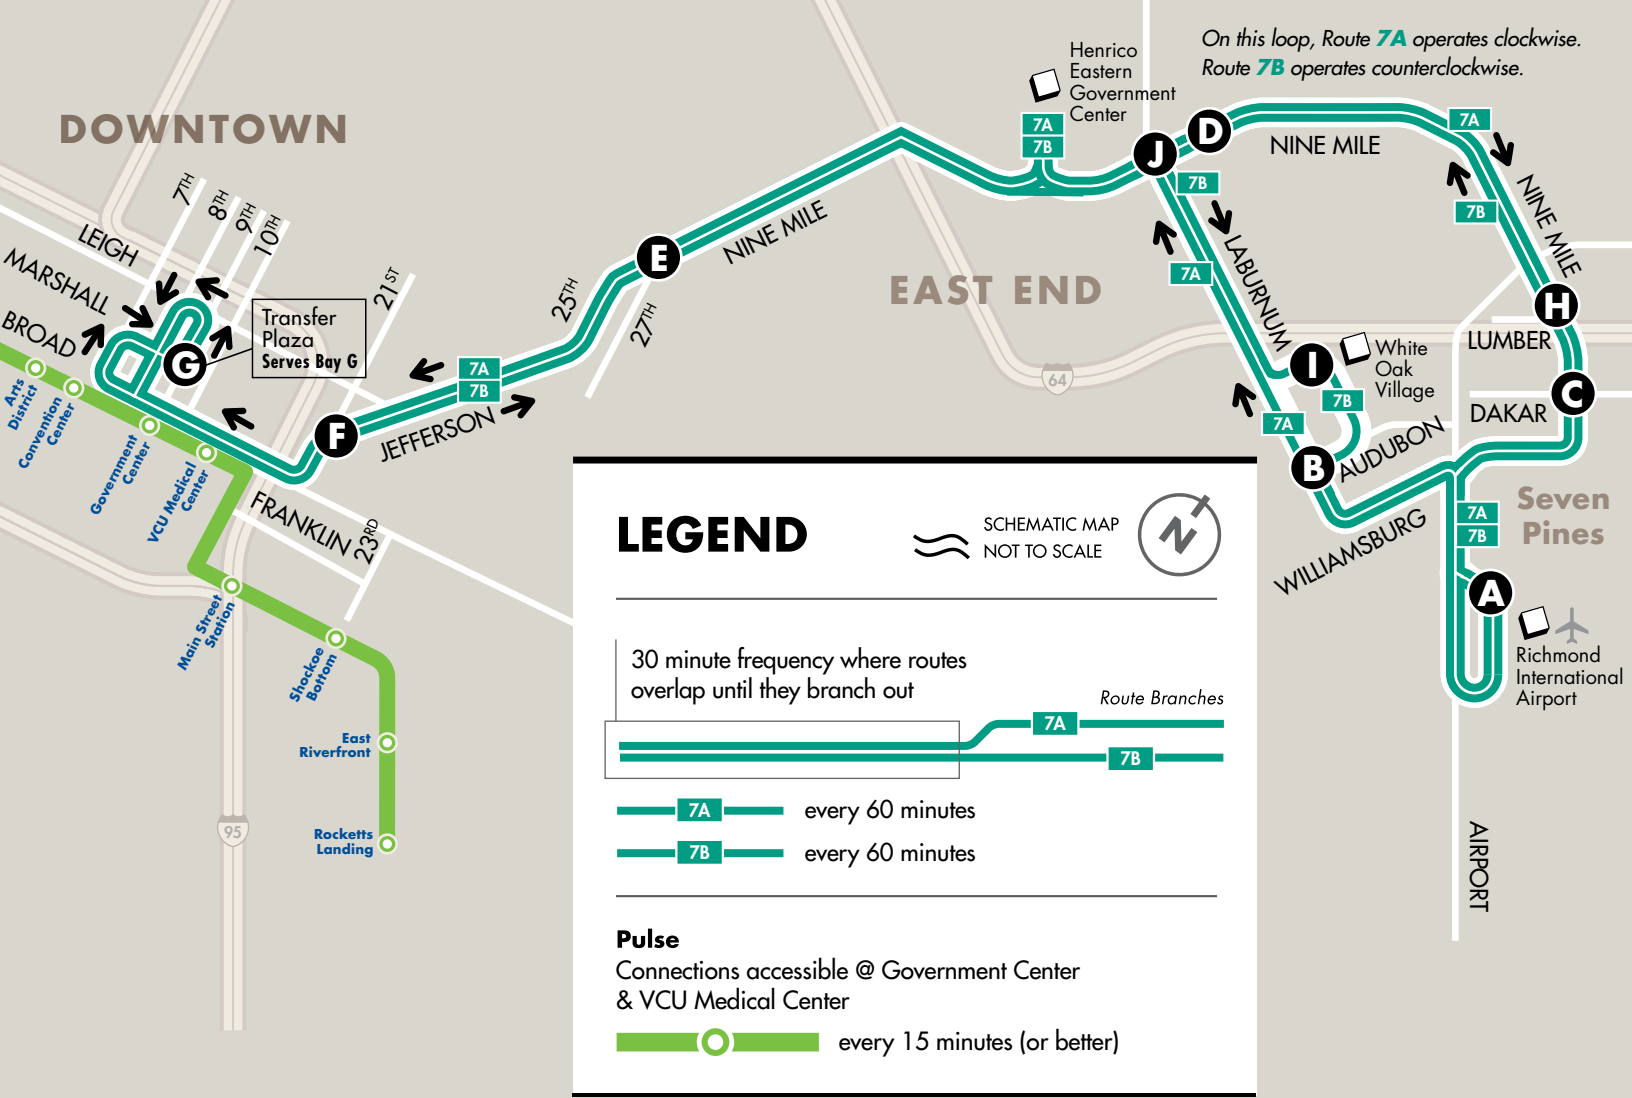 On this loop, Route 7A operates clockwise.
Route 7B operates counterclockwise.
Henrico
Eastern
Government
Center
7A
7B
DOWNTOWN
7TH
8TH
9TH
10TH
LEIGH
MARSHALL
BROAD
Transfer
Plaza
Serves Bay G
G
21ST
25TH
27TH
E
NINE MILE
J
D
NINE MILE
7A
NINE MILE
7B
7B
7A
LABURNUM
EAST END
H
LUMBER
I
White
Oak
Village
7B
7A
C
DAKAR
B
AUDUBON
WILLIAMSBURG
Seven
Pines
7A
7B
A
Richmond
International
Airport
AIRPORT
64
7A
7B
JEFFERSON
F
FRANKLIN
23RD
Arts
District
Convention
Center
Government
Center
VCU Medical
Center
Main Street
Station
Shockoe
Bottom
East
Riverfront
Rocketts
Landing
95
LEGEND
SCHEMATIC MAP
NOT TO SCALE
N
30 minute frequency where routes
overlap until they branch out
Route Branches
7A
7B
7A every 60 minutes
7B every 60 minutes
Pulse
Connections accessible @ Government Center
& VCU Medical Center
every 15 minutes (or better)